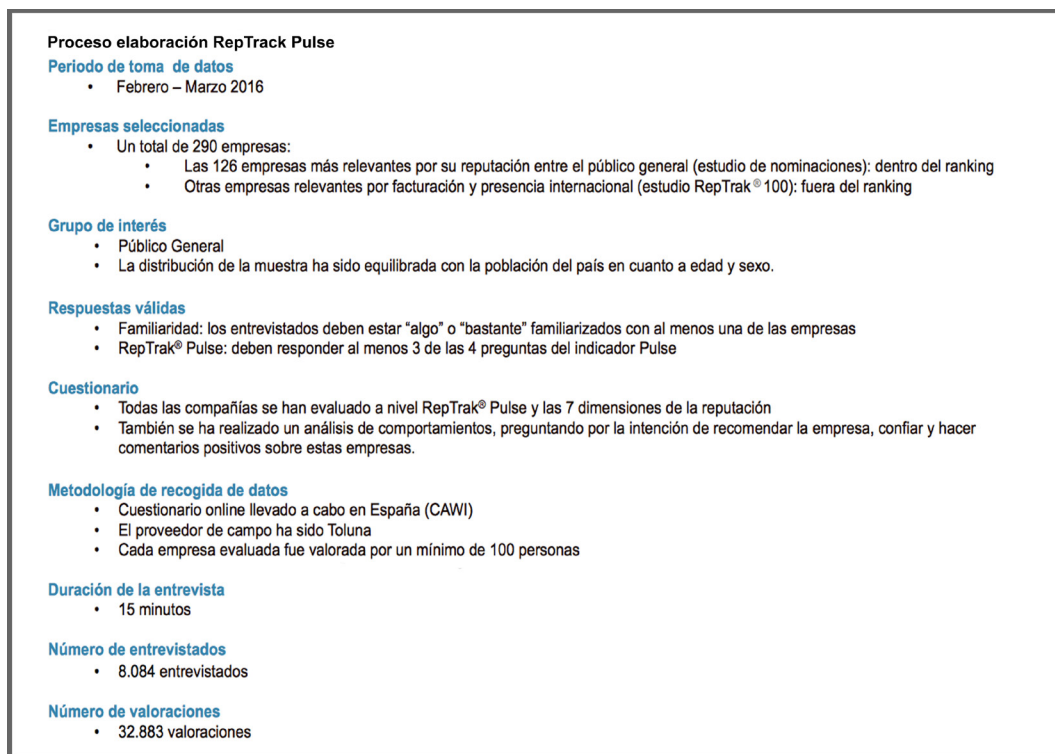 Proceso elaboración RepTrack Pulse
Periodo de toma de datos
• Febrero – Marzo 2016
Empresas seleccionadas
• Un total de 290 empresas:
• Las 126 empresas más relevantes por su reputación entre el público general (estudio de nominaciones): dentro del ranking
• Otras empresas relevantes por facturación y presencia internacional (estudio RepTrak® 100): fuera del ranking
Grupo de interés
• Público General
• La distribución de la muestra ha sido equilibrada con la población del país en cuanto a edad y sexo.
Respuestas válidas
• Familiaridad: los entrevistados deben estar “algo” o “bastante” familiarizados con al menos una de las empresas
• RepTrak® Pulse: deben responder al menos 3 de las 4 preguntas del indicador Pulse
Cuestionario
• Todas las compañías se han evaluado a nivel RepTrak® Pulse y las 7 dimensiones de la reputación
• También se ha realizado un análisis de comportamientos, preguntando por la intención de recomendar la empresa, confiar y hacer
comentarios positivos sobre estas empresas.
Metodología de recogida de datos
• Cuestionario online llevado a cabo en España (CAWI)
• El proveedor de campo ha sido Toluna
• Cada empresa evaluada fue valorada por un mínimo de 100 personas
Duración de la entrevista
• 15 minutos
Número de entrevistados
• 8.084 entrevistados
Número de valoraciones
• 32.883 valoraciones